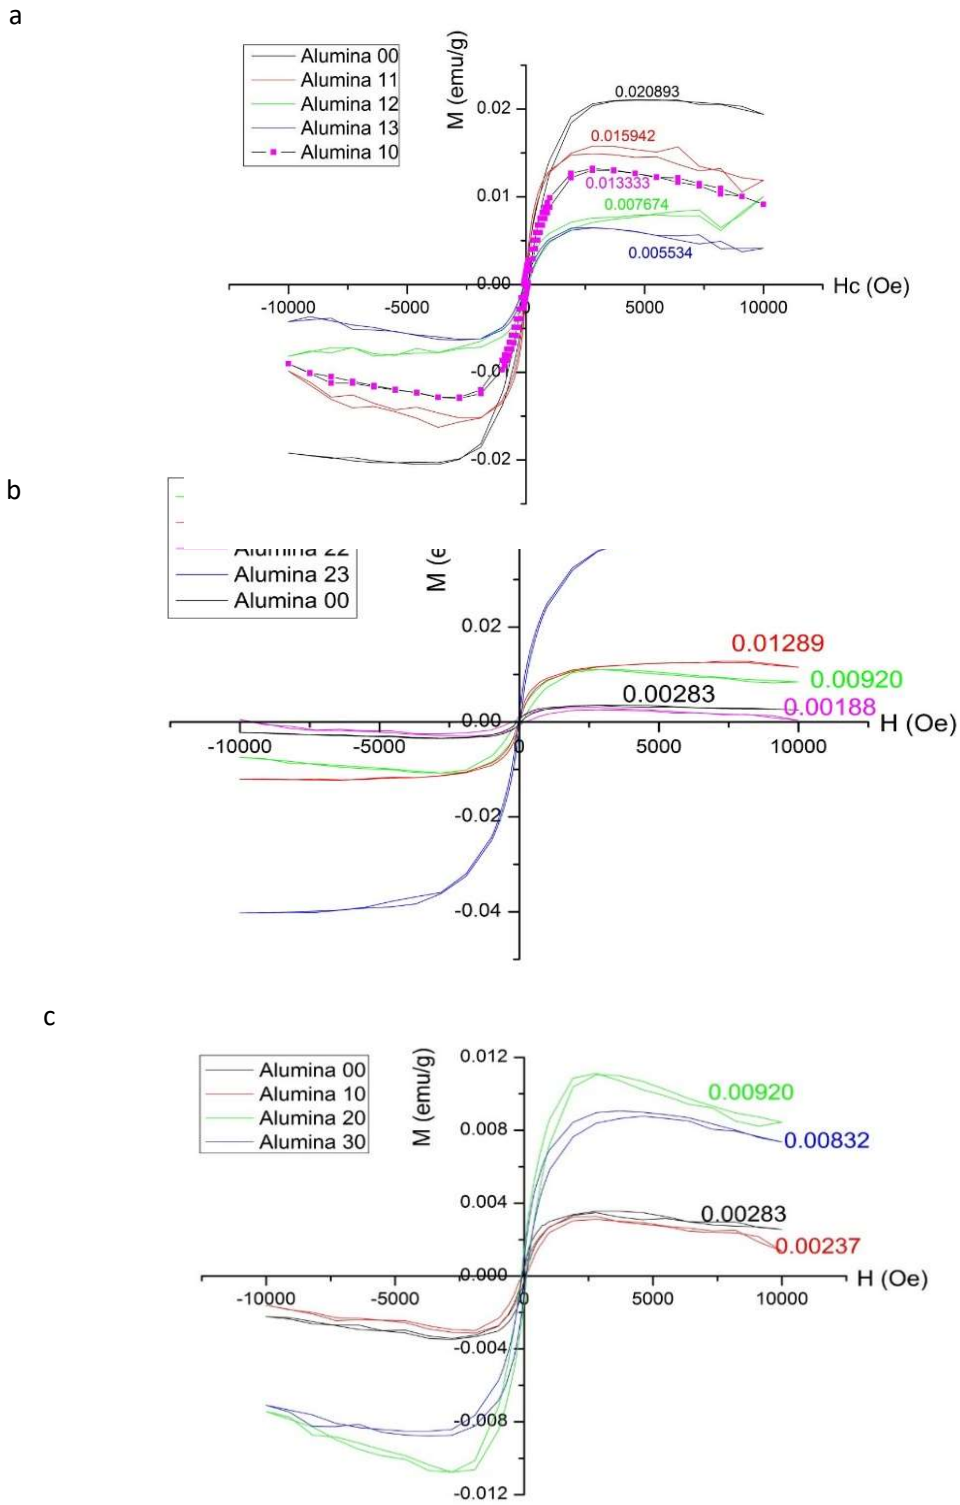 a
M (emu/g)
Alumina 00
Alumina 11
Alumina 12
Alumina 13
Alumina 10
0.02
0.020893
0.015942
0.01
0.013333
0.007674
0.005534
0.00
Hc (Oe)
-10000
-5000
0
5000
10000
-0.0
-0.02
b
Alumina 22
Alumina 23
Alumina 00
M (e
0.02
0.01289
0.00920
0.00283
0.00188
0.00
H (Oe)
-10000
-5000
0
5000
10000
-0.02
-0.04
c
M (emu/g)
Alumina 00
Alumina 10
Alumina 20
Alumina 30
0.012
0.00920
0.008
0.00832
0.004
0.00283
0.00237
0.000
H (Oe)
-10000
-5000
0
5000
10000
-0.004
-0.008
-0.012